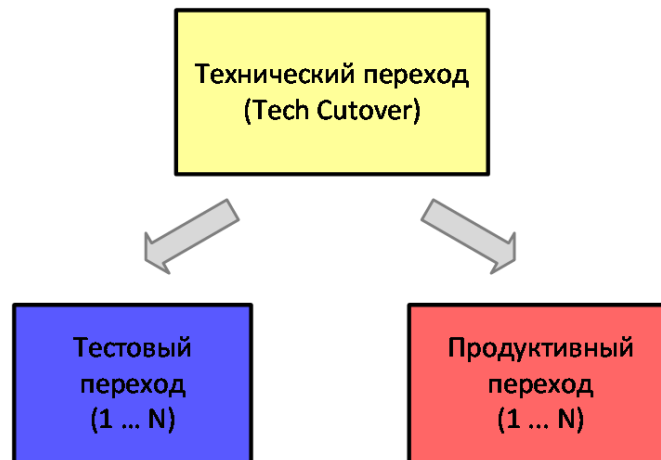 Технический переход
(Tech Cutover)
Тестовый
переход
(1 … N)
Продуктивный
переход
(1 ... N)